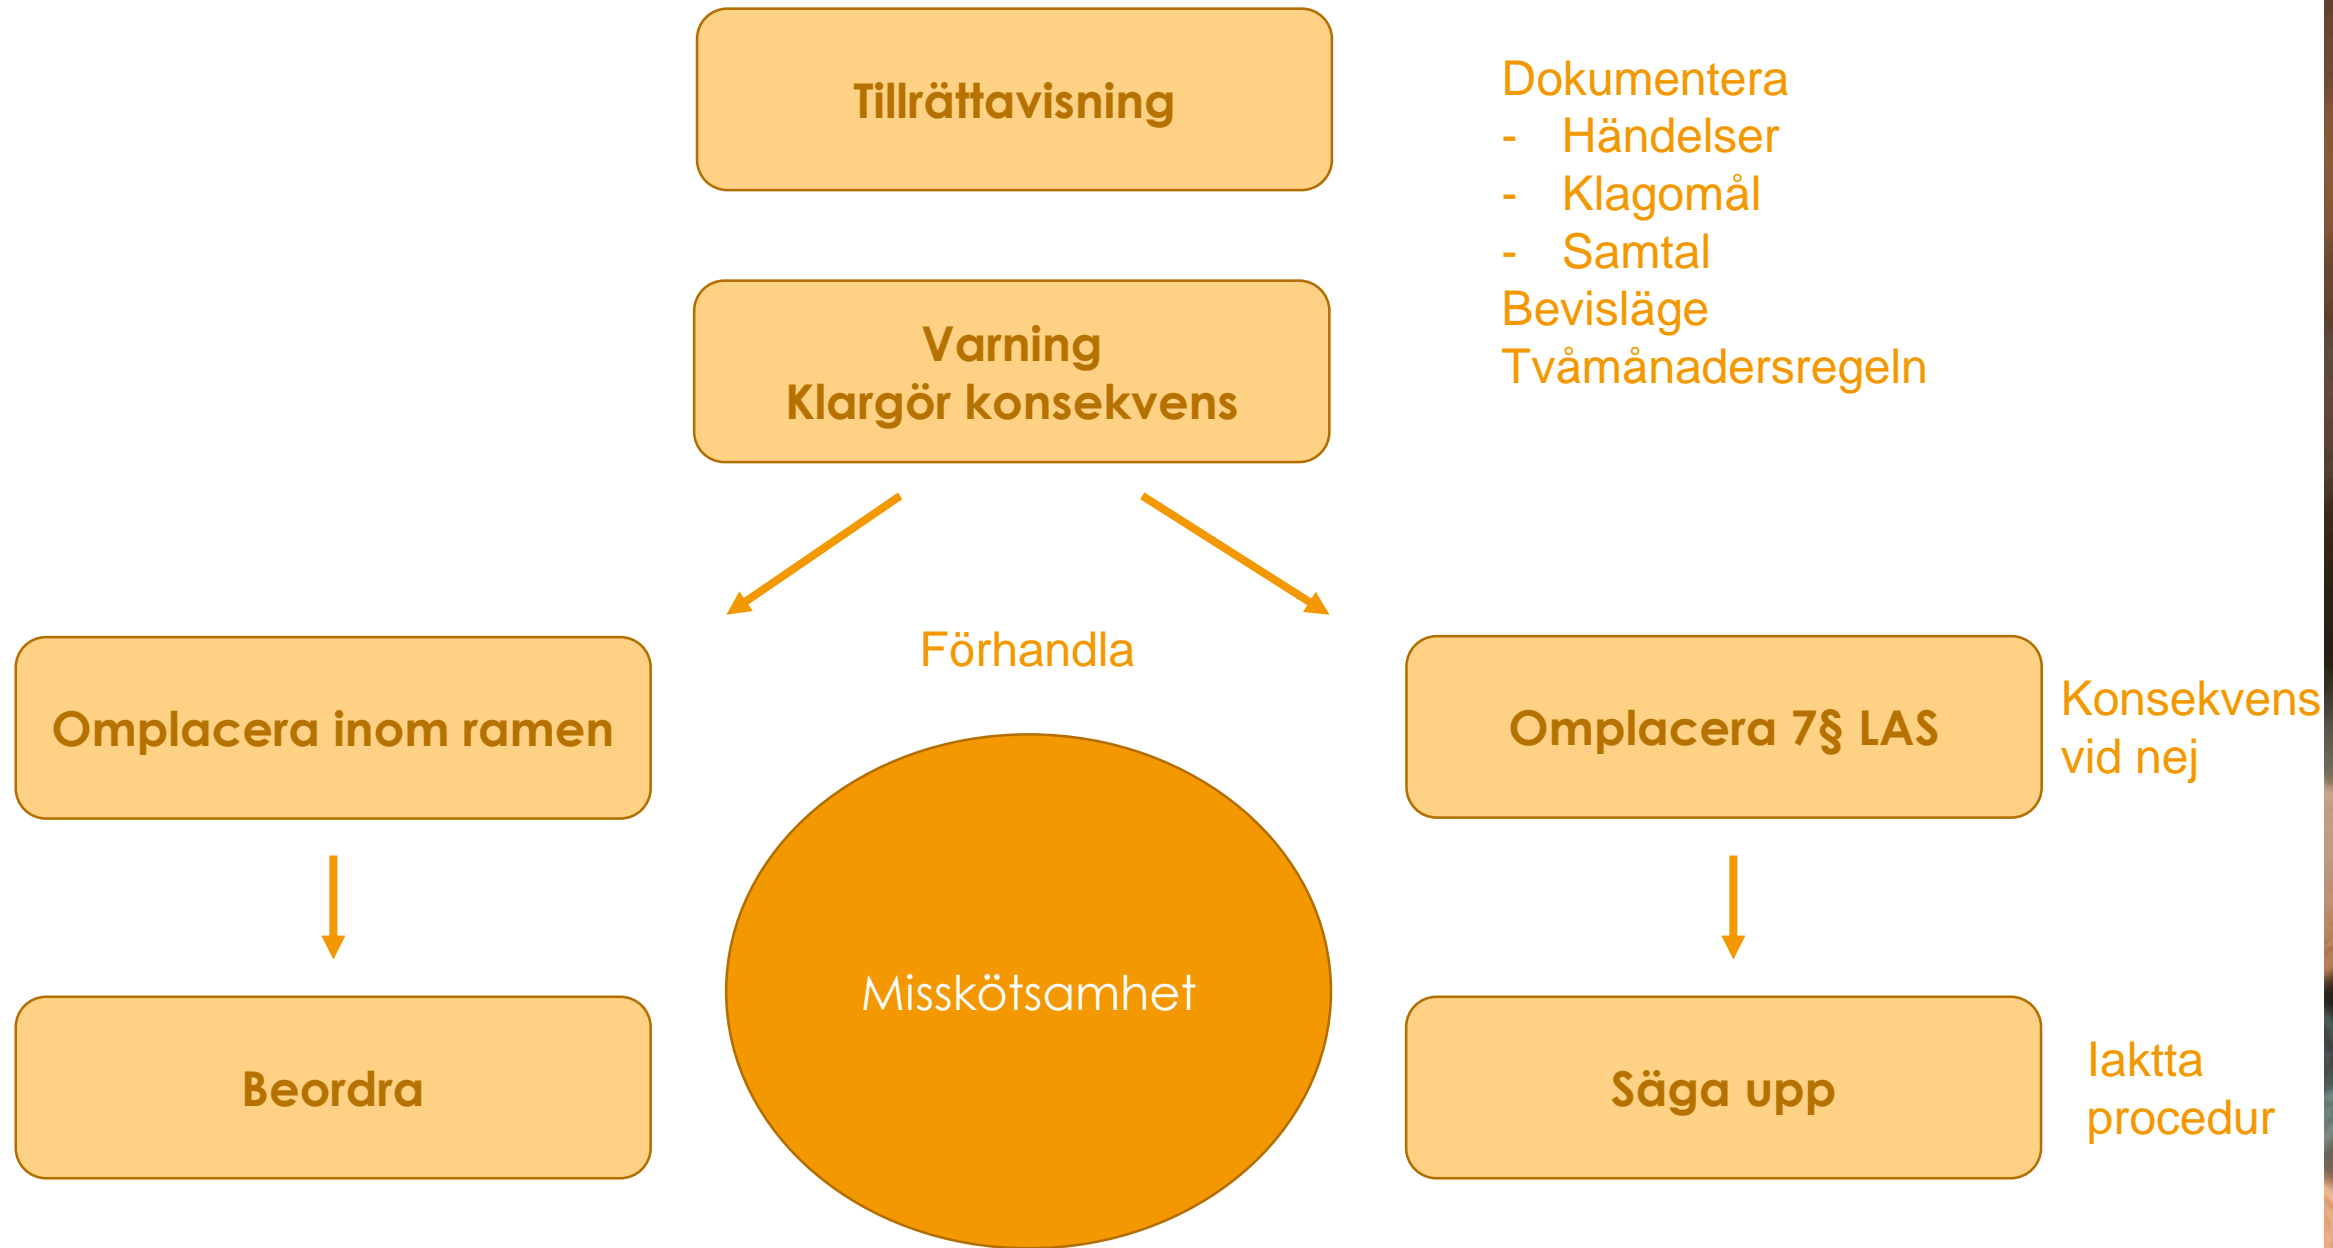 Tillrättavisning
Dokumentera
- Händelser
- Klagomål
- Samtal
Bevisläge
Tvåmånadersregeln
Varning
Klargör konsekvens
Förhandla
Omplacera inom ramen
Omplacera 7§ LAS
Konsekvens
vid nej
Misskötsamhet
Beordra
Säga upp
Iaktta
procedur